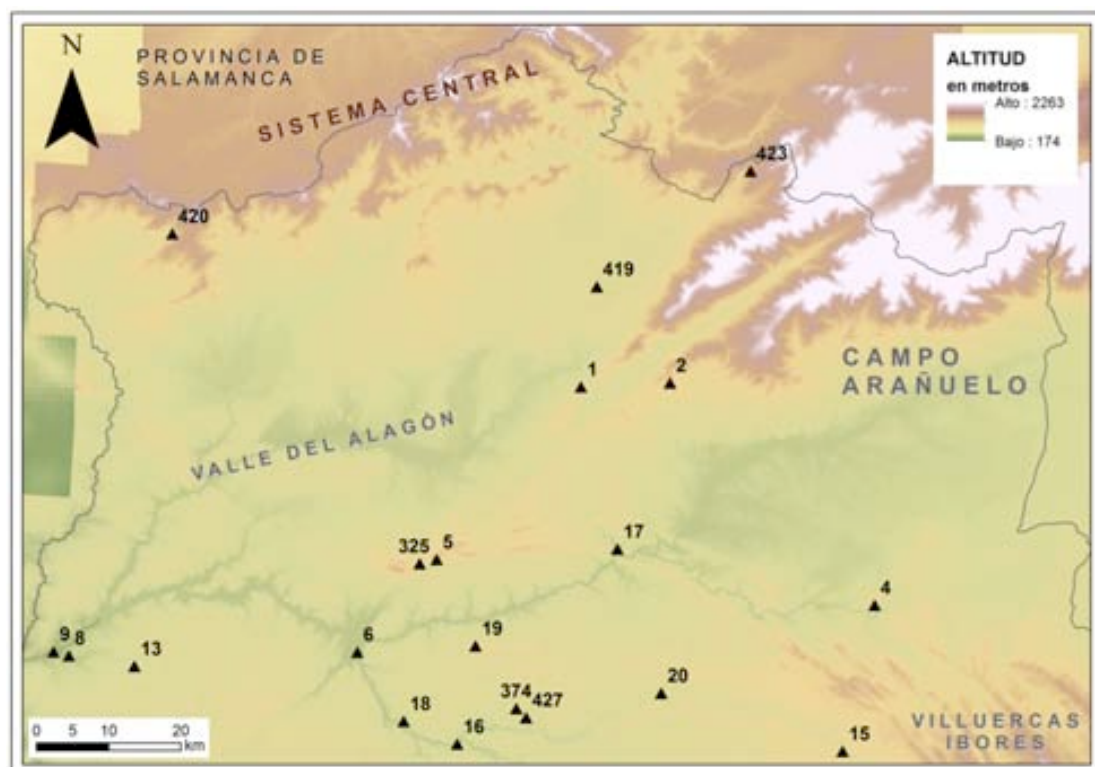 N
PROVINCIA DE
SALAMANCA
SISTEMA CENTRAL
ALTITUD
en metros
Alto : 2263
Bajo : 174
423
420
419
1
2
CAMPO
ARAÑUELO
VALLE DEL ALAGÓN
17
325
5
4
9
8
13
6
19
20
374
427
18
16
15
VILLUERCAS
IBORES
0 5 10 20
km